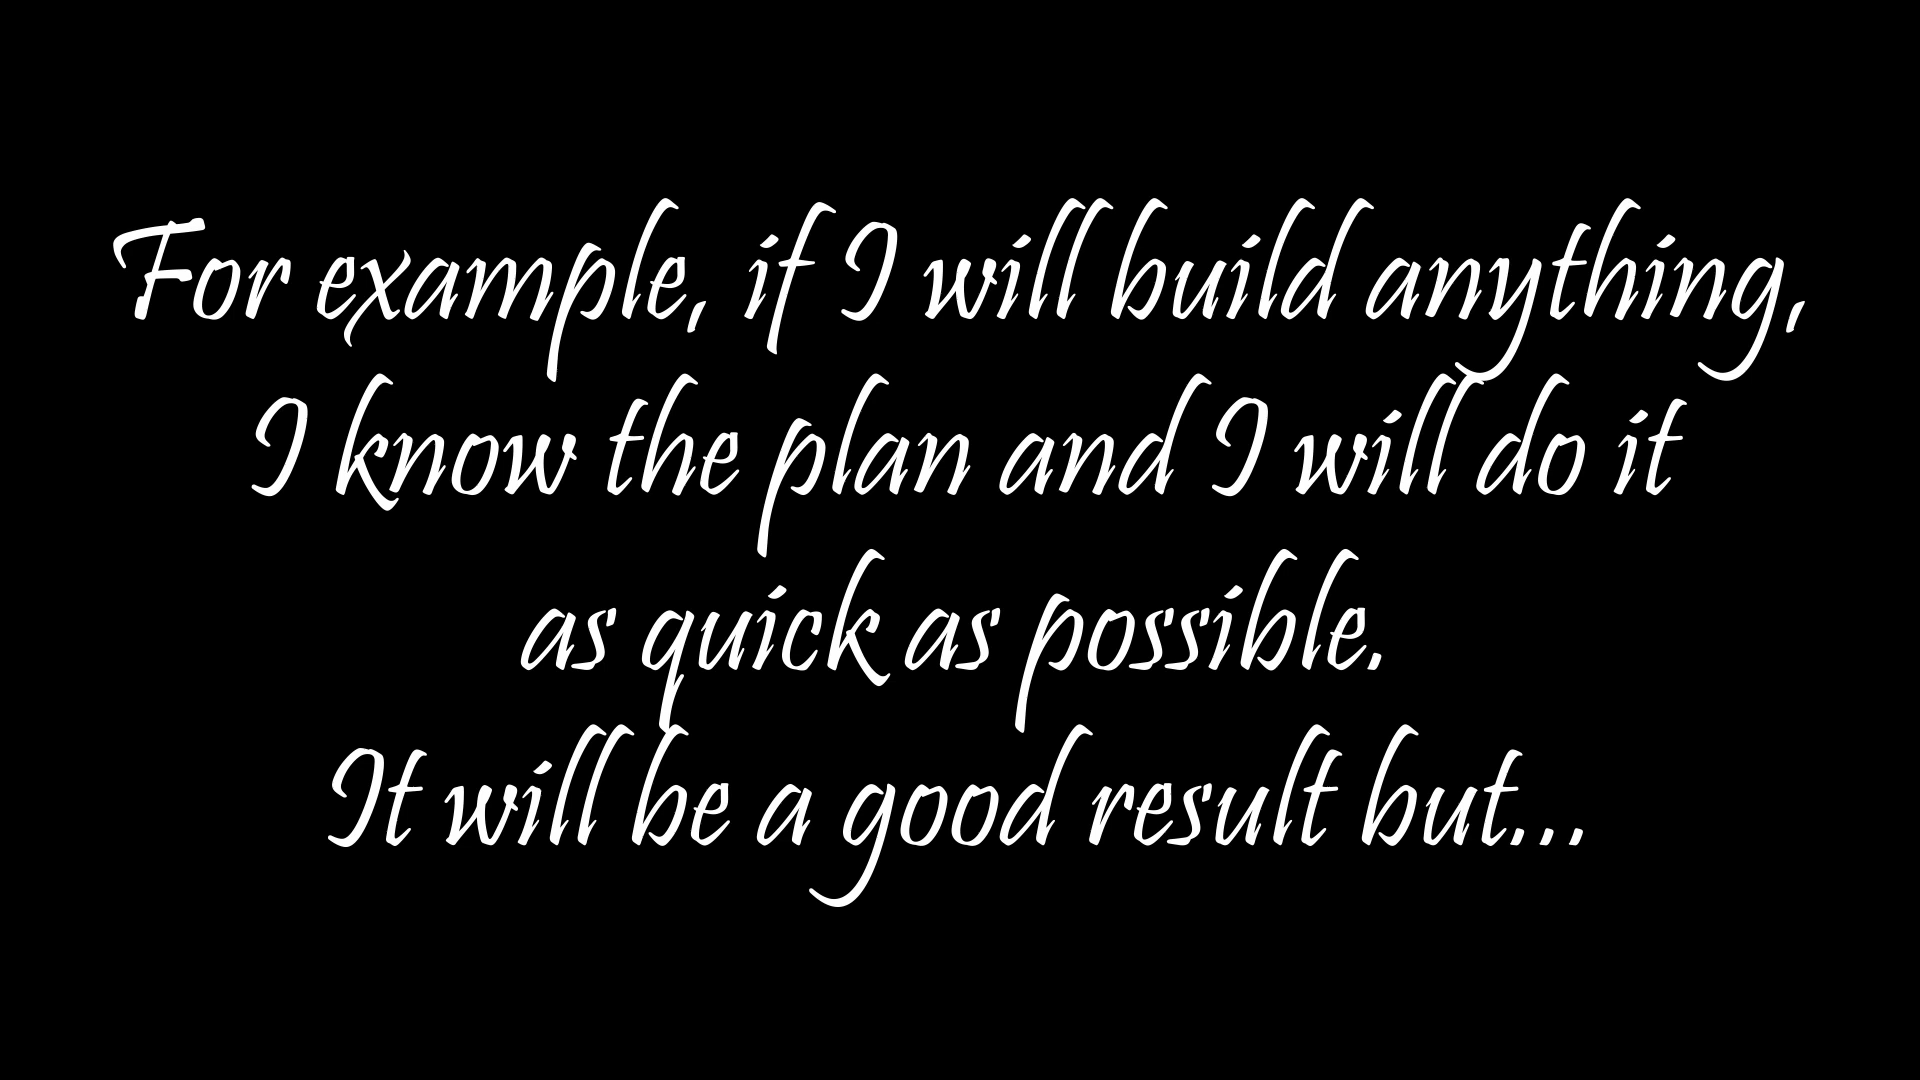 For example, if I will build anything,
I know the plan and I will do it
as quick as possible.
It will be a good result but...